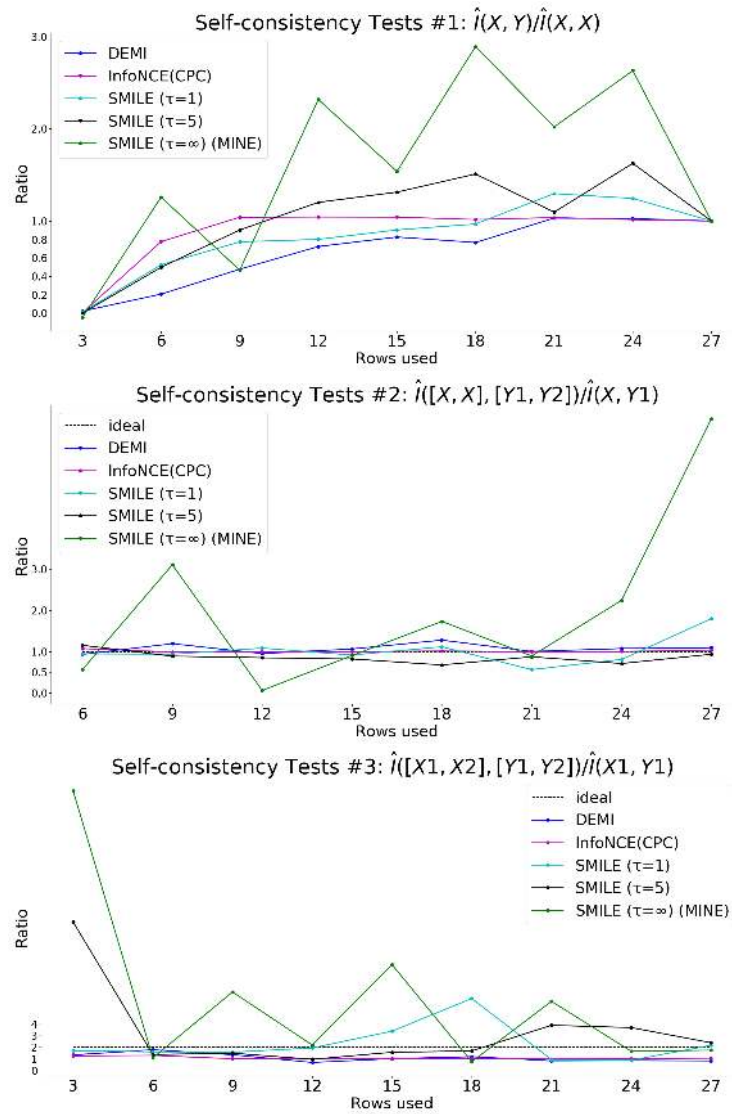 Self-consistency Tests #1: Î(X, Y)/Î(X, X)
3.0
2.0
1.0
0.8
0.6
0.4
0.2
0.0
Ratio
DEMI
InfoNCE(CPC)
SMILE (τ=1)
SMILE (τ=5)
SMILE (τ=∞) (MINE)
3 6 9 12 15 18 21 24 27
Rows used
Self-consistency Tests #2: Î([X, X], [Y1, Y2])/Î(X, Y1)
ideal
DEMI
InfoNCE(CPC)
SMILE (τ=1)
SMILE (τ=5)
SMILE (τ=∞) (MINE)
Ratio
3.0
2.0
1.0
0.5
0.0
6 9 12 15 18 21 24 27
Rows used
Self-consistency Tests #3: Î([X1, X2], [Y1, Y2])/Î(X1, Y1)
ideal
DEMI
InfoNCE(CPC)
SMILE (τ=1)
SMILE (τ=5)
SMILE (τ=∞) (MINE)
Ratio
4
3
2
1
0
3 6 9 12 15 18 21 24 27
Rows used